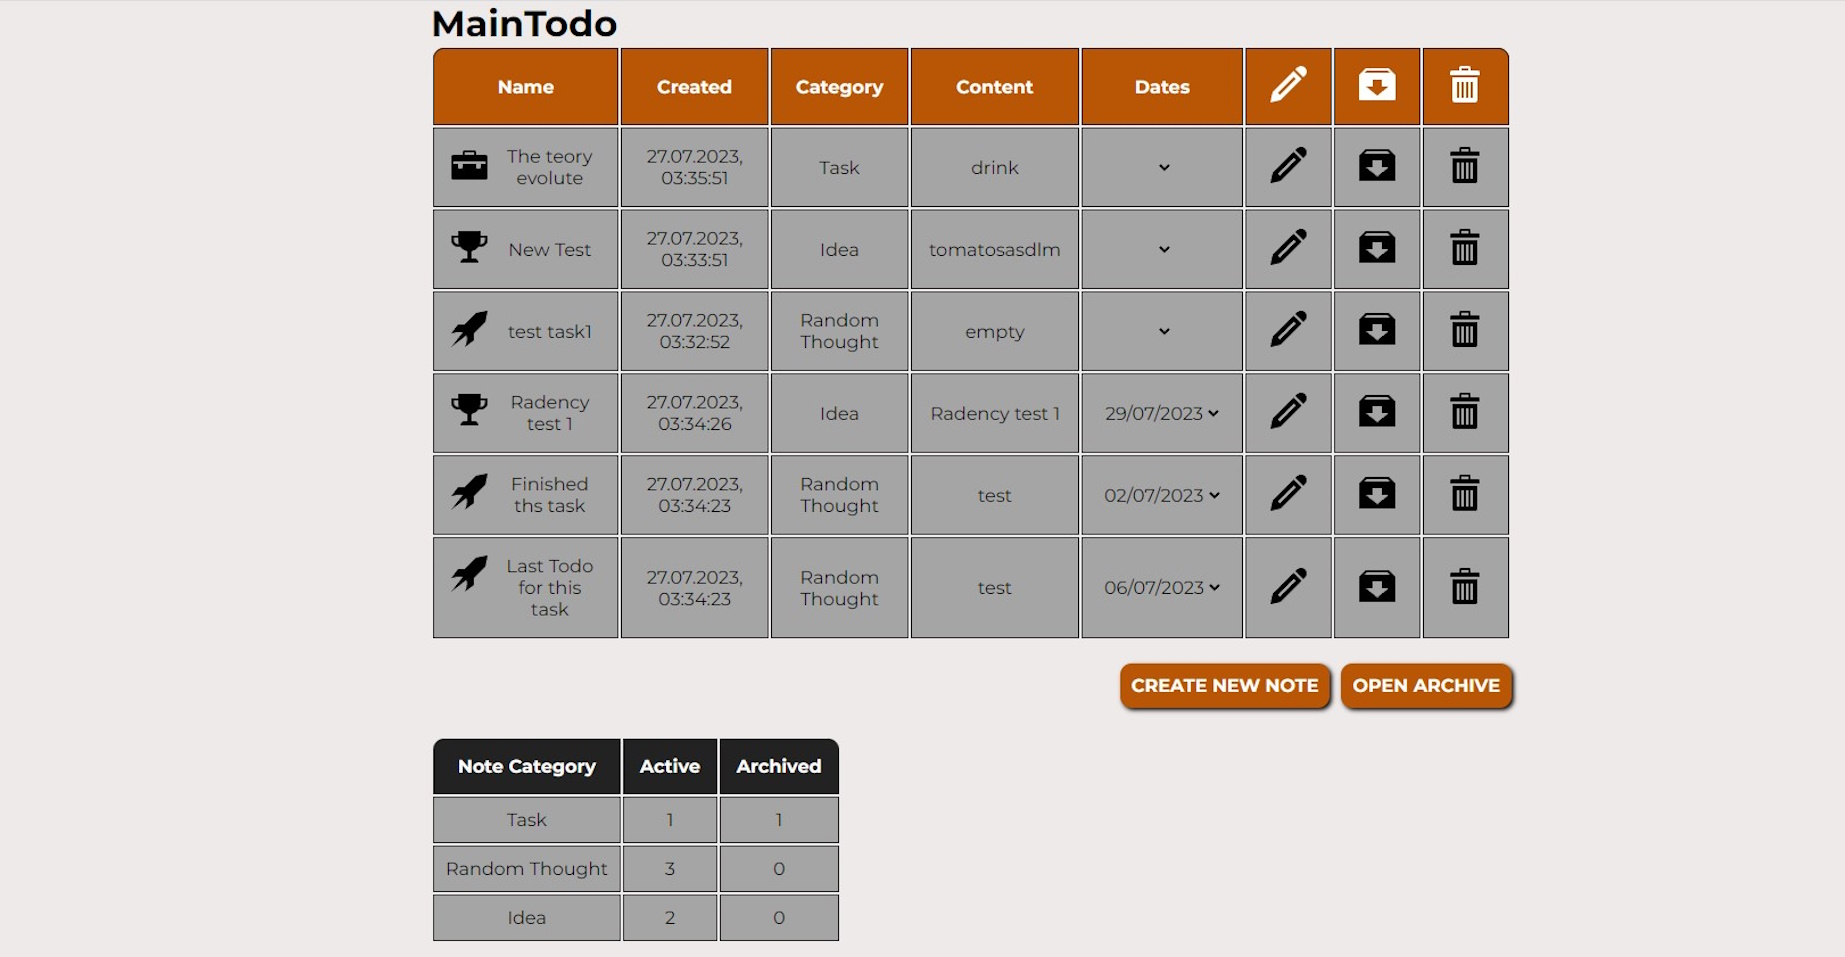 MainTodo
Name Created Category Content Dates
The teory evolute 27.07.2023, 03:35:51 Task drink
New Test 27.07.2023, 03:33:51 Idea tomatosasdlm
test task1 27.07.2023, 03:32:52 Random Thought empty
Radency test 1 27.07.2023, 03:34:26 Idea Radency test 1 29/07/2023
Finished ths task 27.07.2023, 03:34:23 Random Thought test 02/07/2023
Last Todo for this task 27.07.2023, 03:34:23 Random Thought test 06/07/2023
CREATE NEW NOTE OPEN ARCHIVE
Note Category Active Archived
Task 1 1
Random Thought 3 0
Idea 2 0